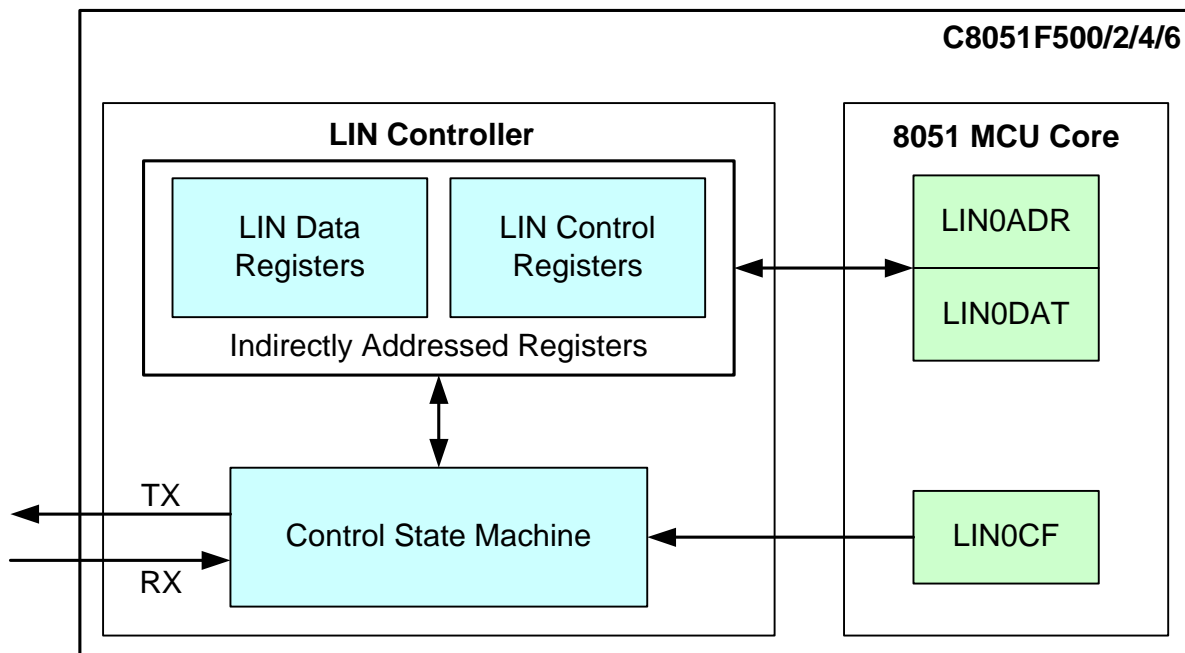 C8051F500/2/4/6
LIN Controller
8051 MCU Core
LIN Data
Registers
LIN Control
Registers
LIN0ADR
LIN0DAT
Indirectly Addressed Registers
TX
RX
Control State Machine
LIN0CF